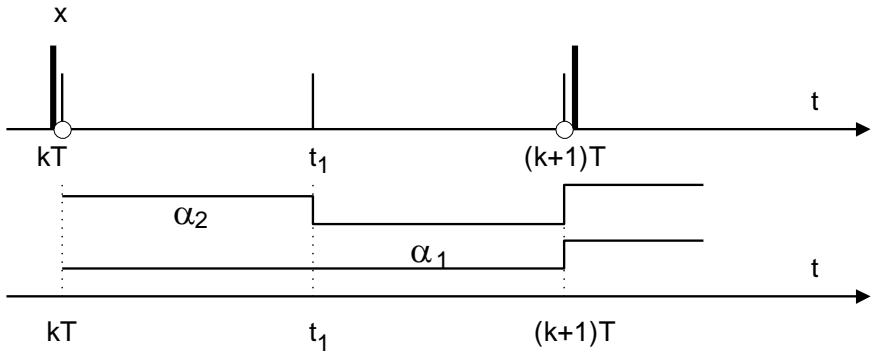 x
t
kT t₁ (k+1)T
α₂
α₁
t
kT t₁ (k+1)T